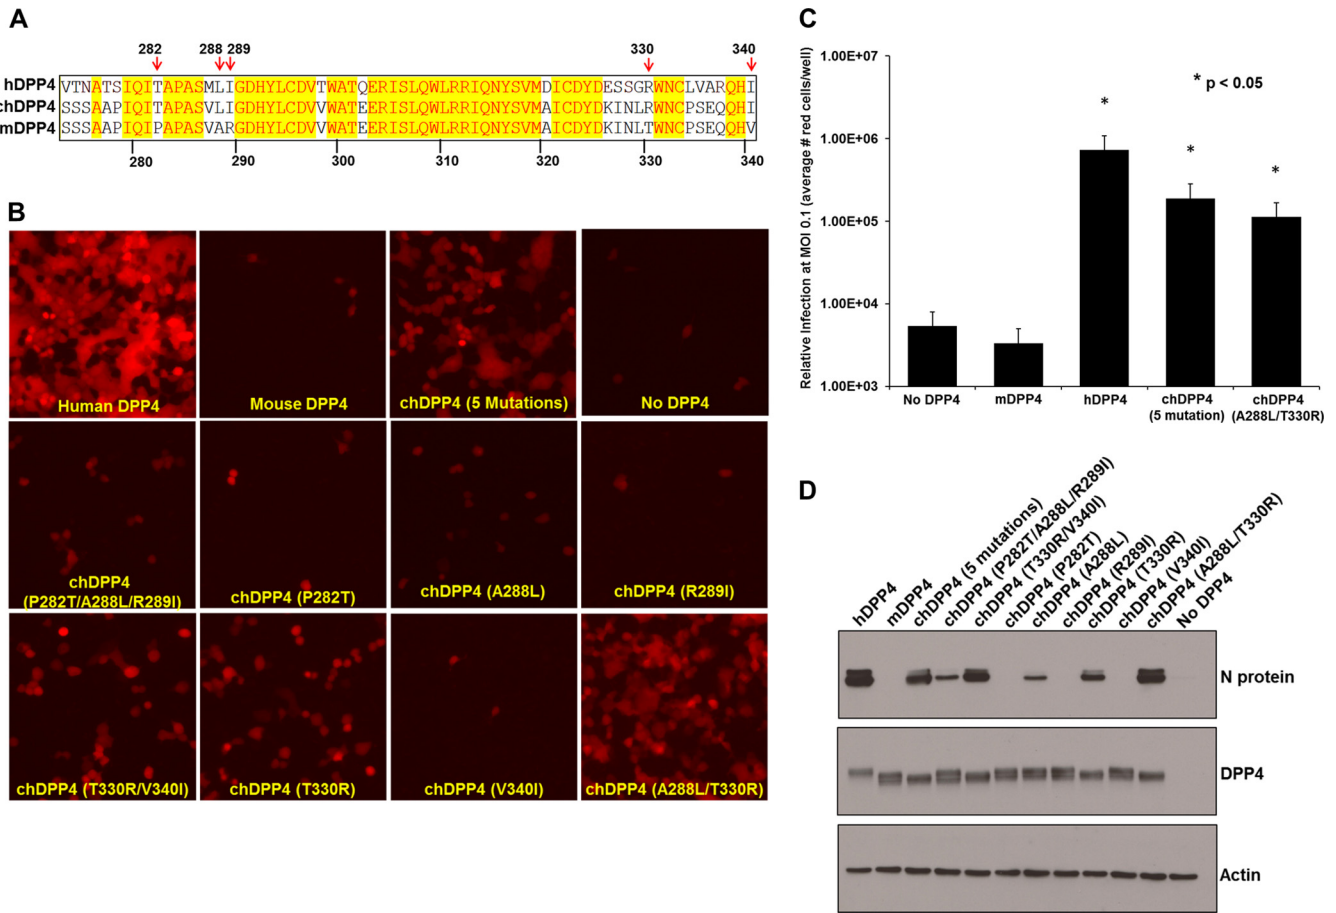 A
282 288 289 330 340
hDPP4 VTNATSIQITAPASMLIGDHYLCDVTWATQERISLQWLRRIQNYSVMDICDYDESSGRWNCLVARQHI
chDPP4 SSSAAPIQITAPASVLIGDHYLCDVVWATEERISLQWLRRIQNYSVMAICDYDKINLRWNCPSEQQHI
mDPP4 SSSAAPIQIPAPASVARGDHYLCDVVWATEERISLQWLRRIQNYSVMAICDYDKINLTWNCPSEQQHV
280 290 300 310 320 330 340
B
Human DPP4
Mouse DPP4
chDPP4 (5 Mutations)
No DPP4
chDPP4
(P282T/A288L/R289I)
chDPP4 (P282T)
chDPP4 (A288L)
chDPP4 (R289I)
chDPP4 (T330R/V340I)
chDPP4 (T330R)
chDPP4 (V340I)
chDPP4 (A288L/T330R)
C
Relative Infection at MOI 0.1 (average # red cells/well)
1.00E+07
1.00E+06
1.00E+05
1.00E+04
1.00E+03
* p < 0.05
*
*
*
No DPP4
mDPP4
hDPP4
chDPP4
(5 mutation)
chDPP4
(A288L/T330R)
D
hDPP4
mDPP4
chDPP4 (5 mutations)
chDPP4 (P282T/A288L/R289I)
chDPP4 (T330R/V340I)
chDPP4 (P282T)
chDPP4 (A288L)
chDPP4 (R289I)
chDPP4 (T330R)
chDPP4 (V340I)
chDPP4 (A288L/T330R)
No DPP4
N protein
DPP4
Actin